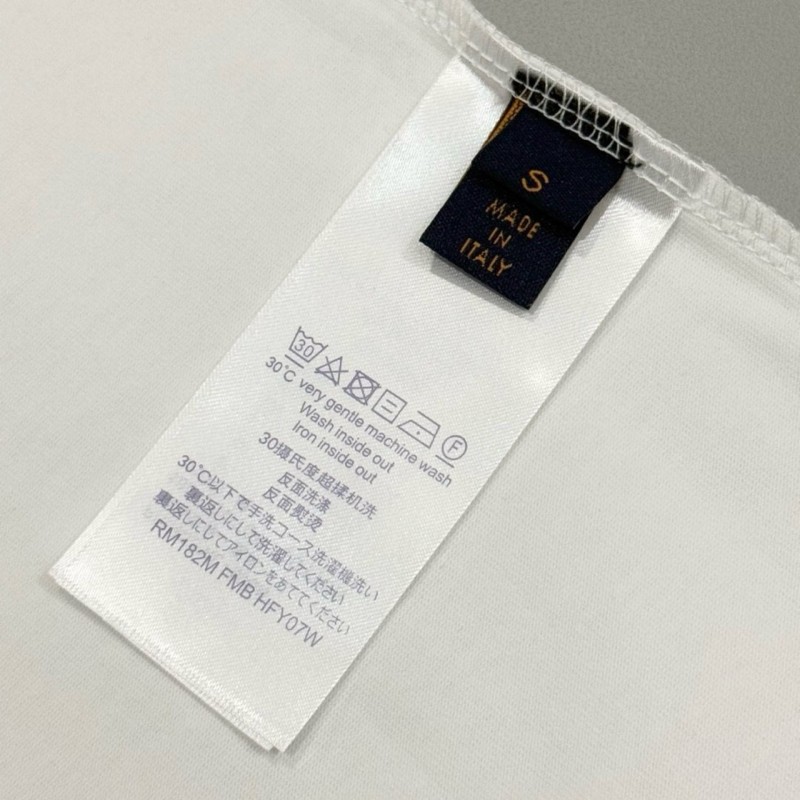 S
MADE
IN
ITALY
30
F
30°C very gentle machine wash
Wash inside out
Iron inside out
30摄氏度超揉机洗
反面洗涤
反面熨烫
30℃以下で手洗コース洗濯機洗い
裏返しにして洗濯してください
裏返しにしてアイロンをあててください
RM182M FMB HFY07W